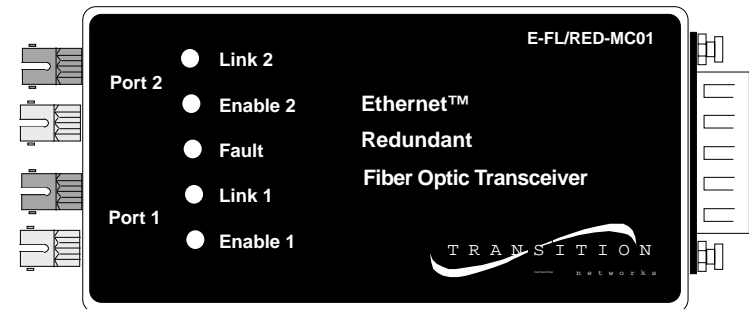 E-FL/RED-MC01
Link 2
Port 2
Enable 2
Ethernet™
Redundant
Fault
Fiber Optic Transceiver
Link 1
Port 1
Enable 1
TRANSITION
networks